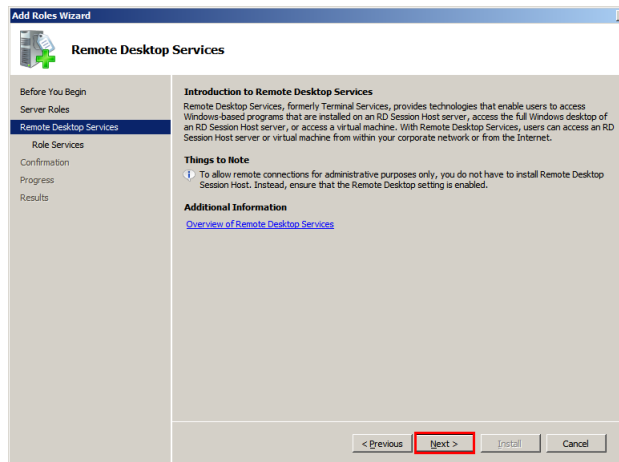 Add Roles Wizard
Remote Desktop Services
Before You Begin
Server Roles
Remote Desktop Services
Role Services
Confirmation
Progress
Results
Introduction to Remote Desktop Services
Remote Desktop Services, formerly Terminal Services, provides technologies that enable users to access
Windows-based programs that are installed on an RD Session Host server, access the full Windows desktop of
an RD Session Host server, or access a virtual machine. With Remote Desktop Services, users can access an RD
Session Host server or virtual machine from within your corporate network or from the Internet.
Things to Note
To allow remote connections for administrative purposes only, you do not have to install Remote Desktop
Session Host. Instead, ensure that the Remote Desktop setting is enabled.
Additional Information
Overview of Remote Desktop Services
< Previous
Next >
Install
Cancel